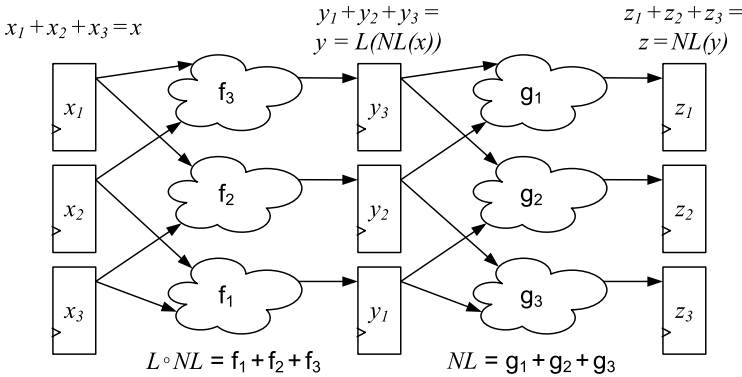 x1+x2+x3=x
y1+y2+y3=
y = L(NL(x))
z1+z2+z3=
z=NL(y)
x1
f3
y3
g1
z1
x2
f2
y2
g2
z2
x3
f1
y1
g3
z3
L∘NL = f1+f2+f3
NL = g1+g2+g3